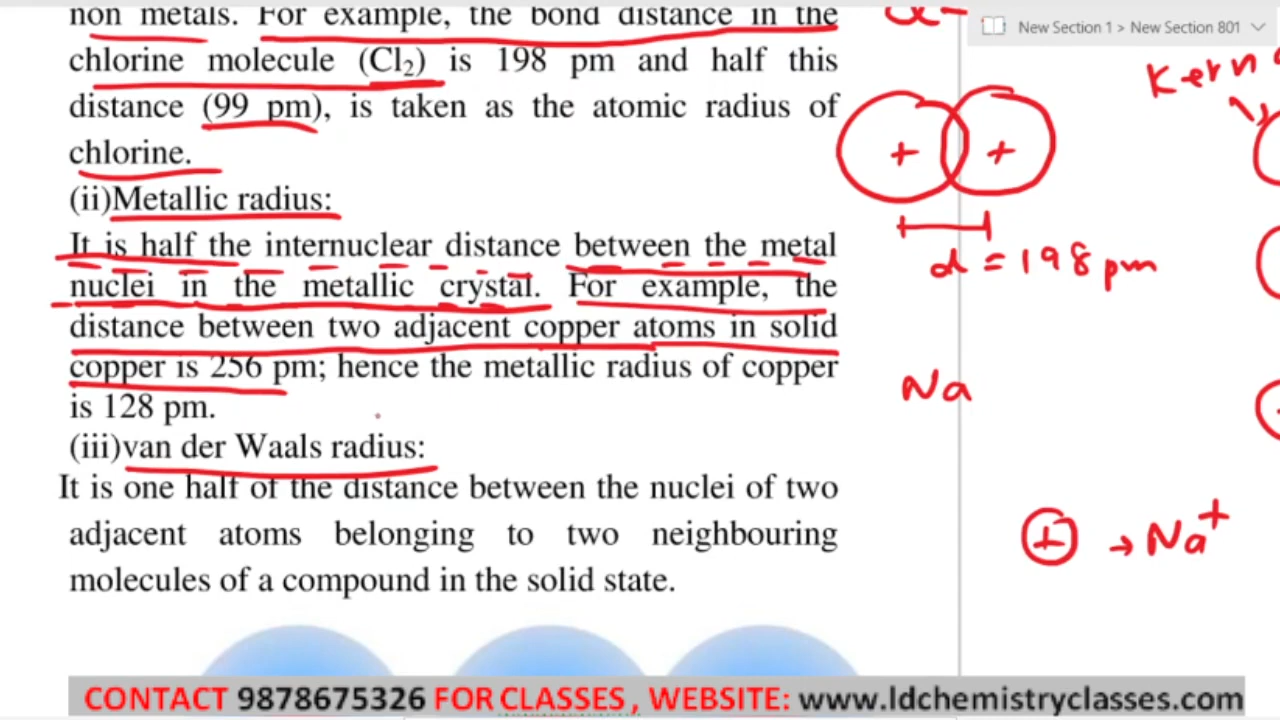 non metals. For example, the bond distance in the
chlorine molecule (Cl₂) is 198 pm and half this
distance (99 pm), is taken as the atomic radius of
chlorine.
(ii)Metallic radius:
It is half the internuclear distance between the metal
nuclei in the metallic crystal. For example, the
distance between two adjacent copper atoms in solid
copper is 256 pm; hence the metallic radius of copper
is 128 pm.
(iii)van der Waals radius:
It is one half of the distance between the nuclei of two
adjacent atoms belonging to two neighbouring
molecules of a compound in the solid state.
New Section 1 > New Section 801
+ +
d = 198 pm
Na
+ → Na⁺
CONTACT 9878675326 FOR CLASSES , WEBSITE: www.ldchemistryclasses.com